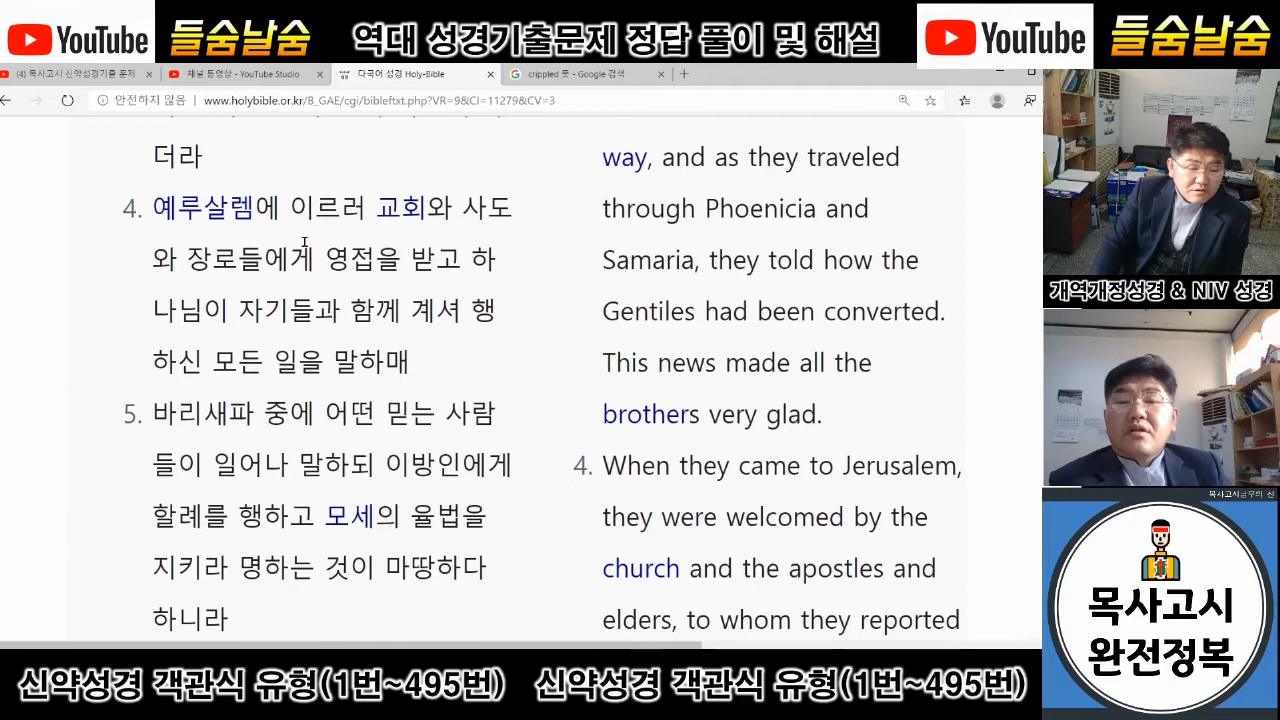 YouTube 들숨날숨 역대 성경기출문제 정답 풀이 및 해설 YouTube 들숨날숨
(4) 목사고시 신약성경기출 문제 × 채널 동영상 - YouTube Studio × 다국어 성경 Holy-Bible × crippled 뜻 - Google 검색 × +
안전하지 않음 | www.holybible.or.kr/B_GAE/cgi/bibleftxt.php?VR=9&CI=11279&CV=3
더라
4. 예루살렘에 이르러 교회와 사도
와 장로들에게 영접을 받고 하
나님이 자기들과 함께 계셔 행
하신 모든 일을 말하매
5. 바리새파 중에 어떤 믿는 사람
들이 일어나 말하되 이방인에게
할례를 행하고 모세의 율법을
지키라 명하는 것이 마땅하다
하니라
way, and as they traveled
through Phoenicia and
Samaria, they told how the
Gentiles had been converted.
This news made all the
brothers very glad.
4. When they came to Jerusalem,
they were welcomed by the
church and the apostles and
elders, to whom they reported
개역개정성경 & NIV 성경
목사고시공부의 신
목사고시
완전정복
신약성경 객관식 유형(1번~495번) 신약성경 객관식 유형(1번~495번)